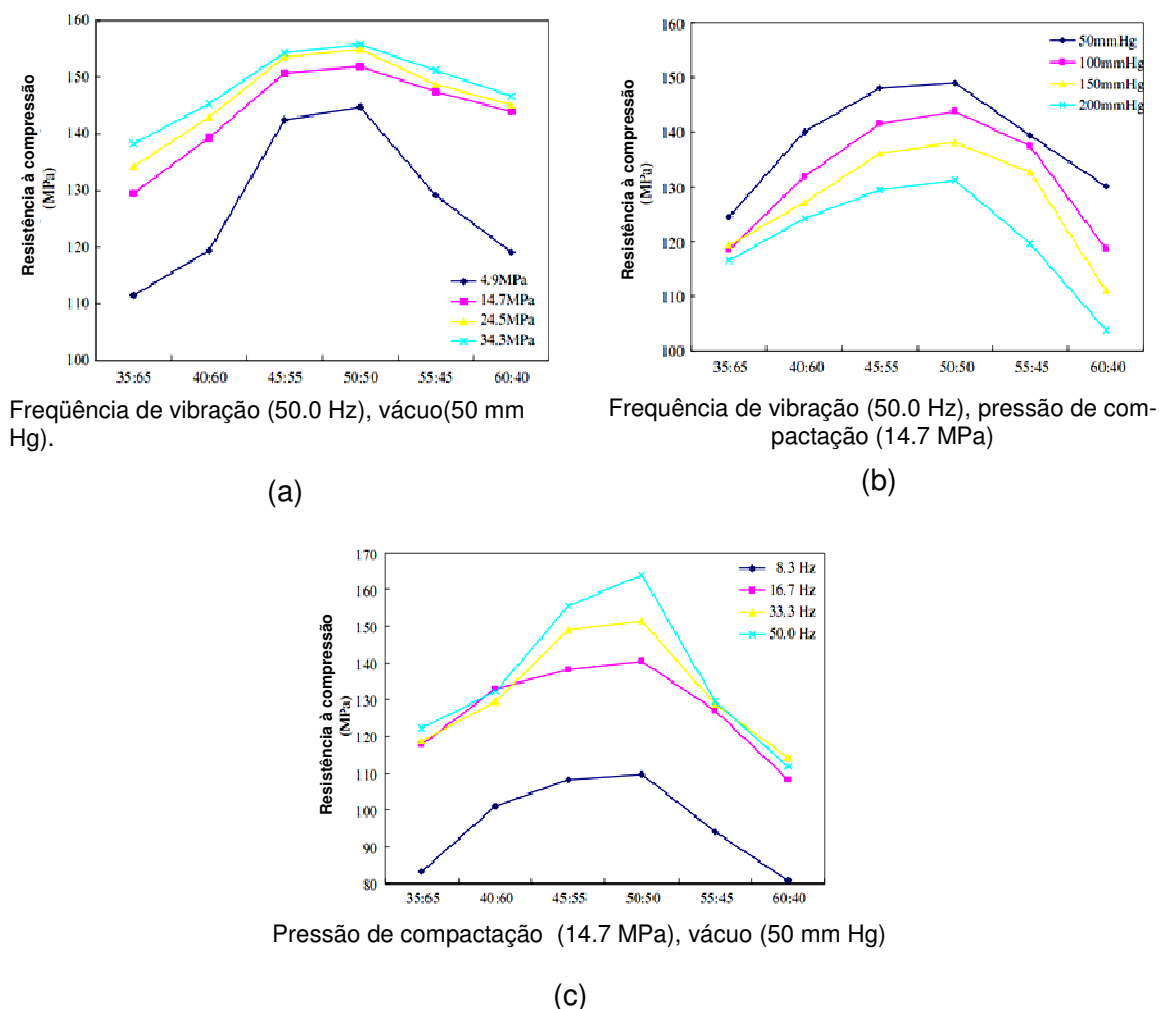 160
150
140
130
120
110
100
Resistência à compressão
(MPa)
4.9MPa
14.7MPa
24.5MPa
34.3MPa
35:65 40:60 45:55 50:50 55:45 60:40
Freqüência de vibração (50.0 Hz), vácuo(50 mm
Hg).
(a)
160
150
140
130
120
110
100
Resistência à compressão
(MPa)
50mmHg
100mmHg
150mmHg
200mmHg
35:65 40:60 45:55 50:50 55:45 60:40
Frequência de vibração (50.0 Hz), pressão de com-
pactação (14.7 MPa)
(b)
170
160
150
140
130
120
110
100
90
80
Resistência à compressão
(MPa)
8.3 Hz
16.7 Hz
33.3 Hz
50.0 Hz
35:65 40:60 45:55 50:50 55:45 60:40
Pressão de compactação (14.7 MPa), vácuo (50 mm Hg)
(c)